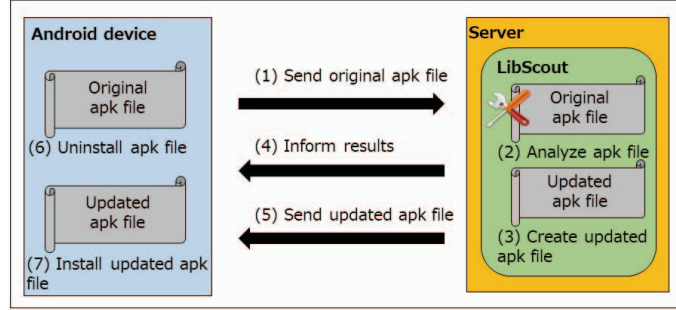 Android device
Original
apk file
(6) Uninstall apk file
Updated
apk file
(7) Install updated apk
file
(1) Send original apk file
(4) Inform results
(5) Send updated apk file
Server
LibScout
Original
apk file
(2) Analyze apk file
Updated
apk file
(3) Create updated
apk file